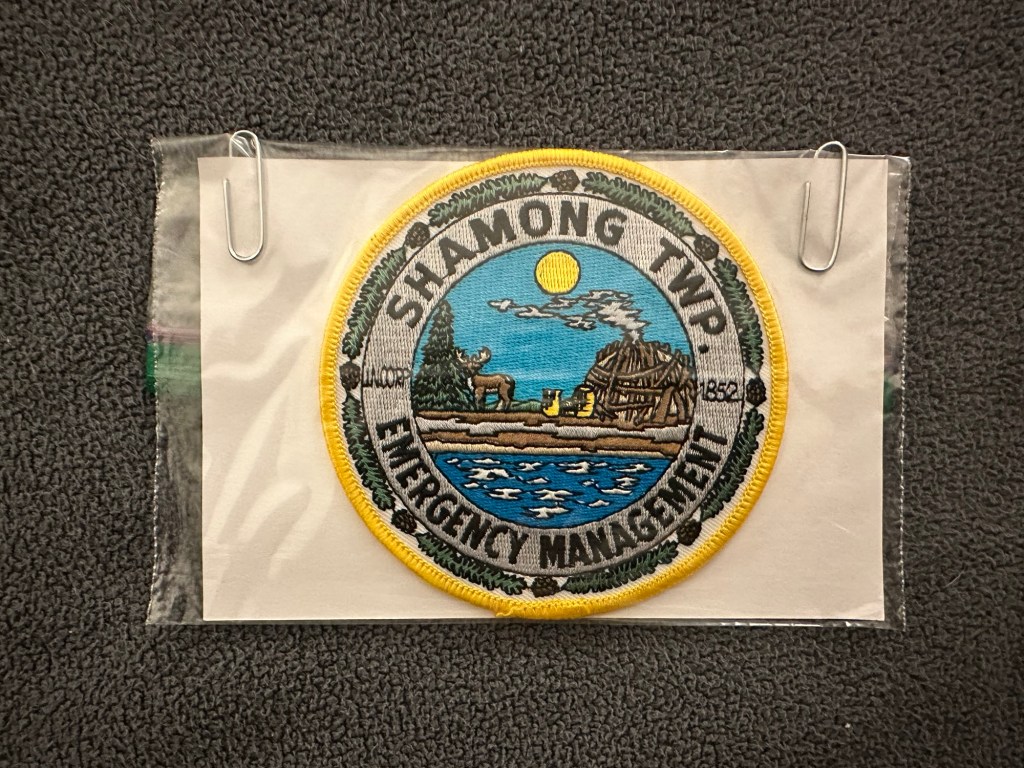 SHAMONG TWP.
INCORP. 1852
EMERGENCY MANAGEMENT